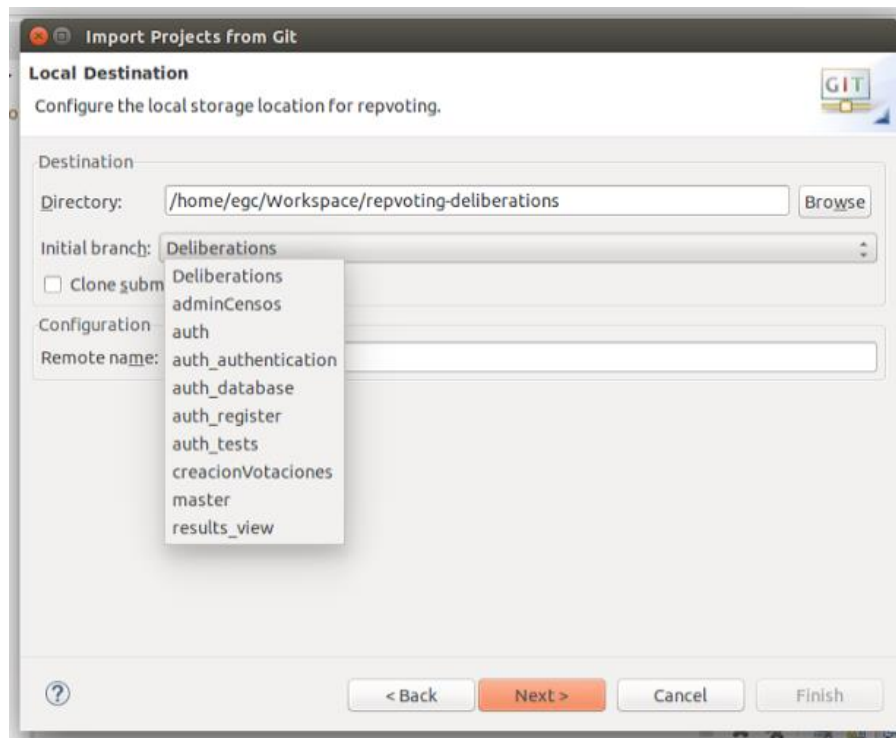 Import Projects from Git
Local Destination
Configure the local storage location for repvoting.
GIT
Destination
Directory: /home/egc/Workspace/repvoting-deliberations Browse
Initial branch: Deliberations
Deliberations
adminCensos
auth
auth_authentication
auth_database
auth_register
auth_tests
creacionVotaciones
master
results_view
Clone subm
Configuration
Remote name:
? < Back Next > Cancel Finish